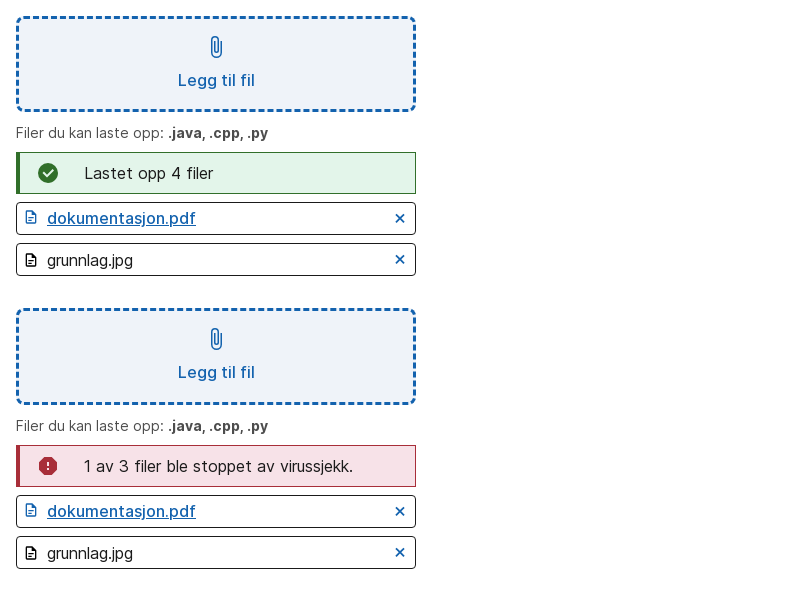 Legg til fil
Filer du kan laste opp: .java, .cpp, .py
Lastet opp 4 filer
dokumentasjon.pdf
grunnlag.jpg
Legg til fil
Filer du kan laste opp: .java, .cpp, .py
1 av 3 filer ble stoppet av virussjekk.
dokumentasjon.pdf
grunnlag.jpg